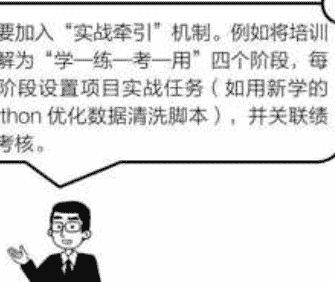 要加入“实战牵引”机制。例如将培训
解为“学—练—考—用”四个阶段，每
阶段设置项目实战任务（如用新学的
thon 优化数据清洗脚本），并关联绩
考核。